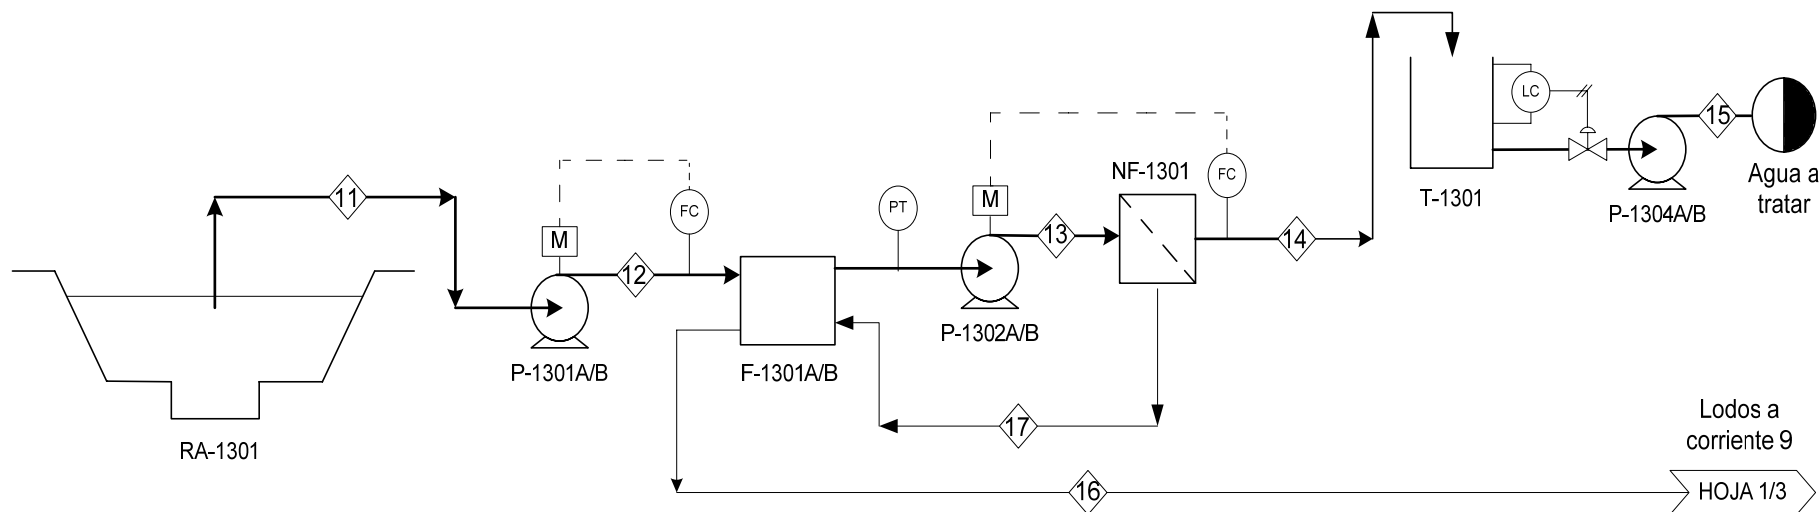 LC
15
Agua a
tratar
T-1301
P-1304A/B
NF-1301
FC
M
13
14
PT
P-1302A/B
11
FC
M
12
P-1301A/B
F-1301A/B
RA-1301
17
16
Lodos a
corriente 9
HOJA 1/3